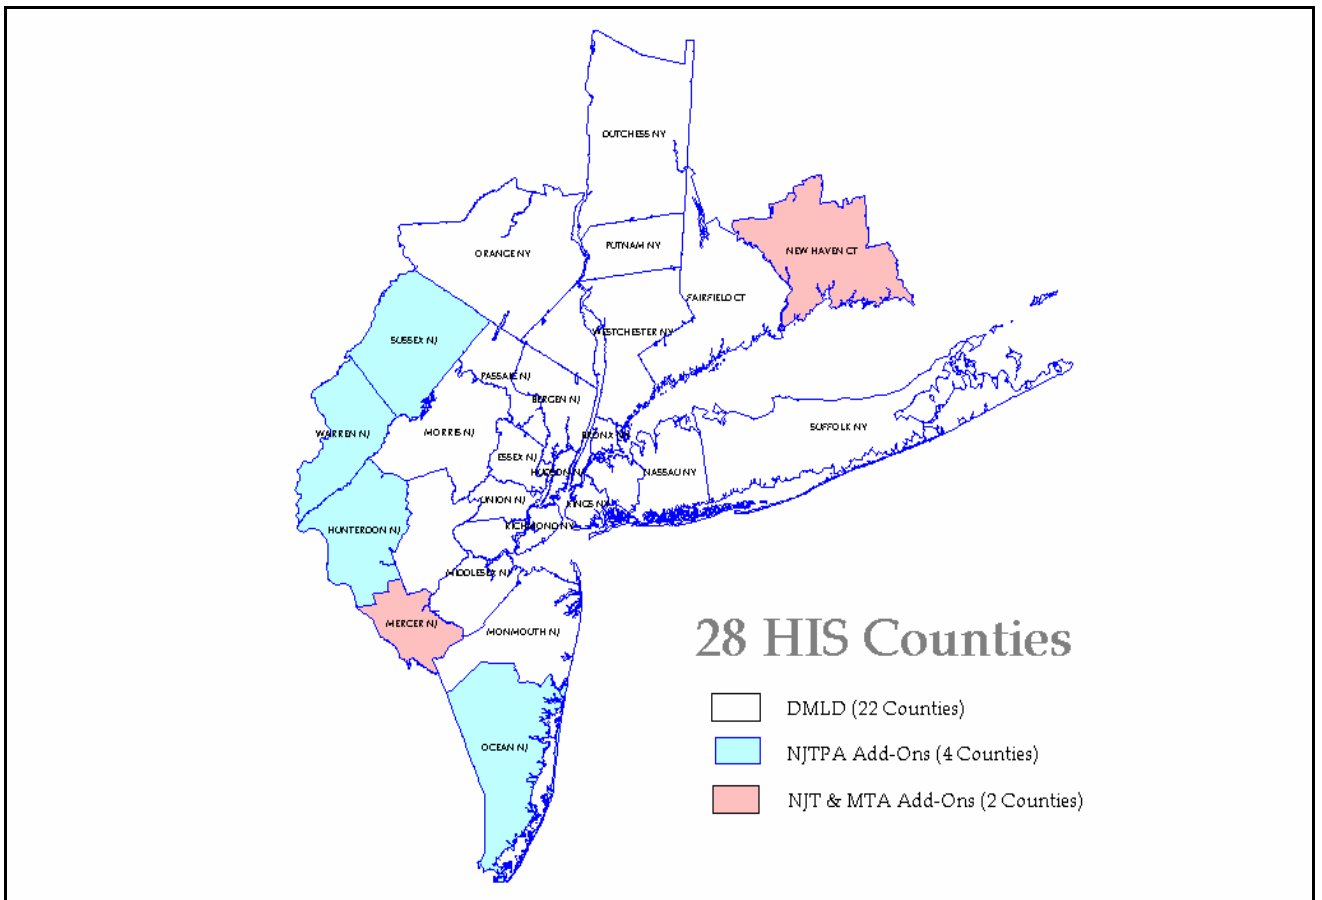 DUTCHESS NY
PUTNAM NY
ORANGE NY
NEW HAVEN CT
FAIRFIELD CT
WESTCHESTER NY
SUSSEX NJ
PASSAIC NJ
BERGEN NJ
WARREN NJ
MORRIS NJ
BRONX NY
SUFFOLK NY
ESSEX NJ
HUDSON NJ
NASSAU NY
UNION NJ
KINGS NY
HUNTERDON NJ
RICHMOND NY
MIDDLESEX NJ
MERCER NJ
MONMOUTH NJ
OCEAN NJ
28 HIS Counties
DMLD (22 Counties)
NJTPA Add-Ons (4 Counties)
NJT & MTA Add-Ons (2 Counties)